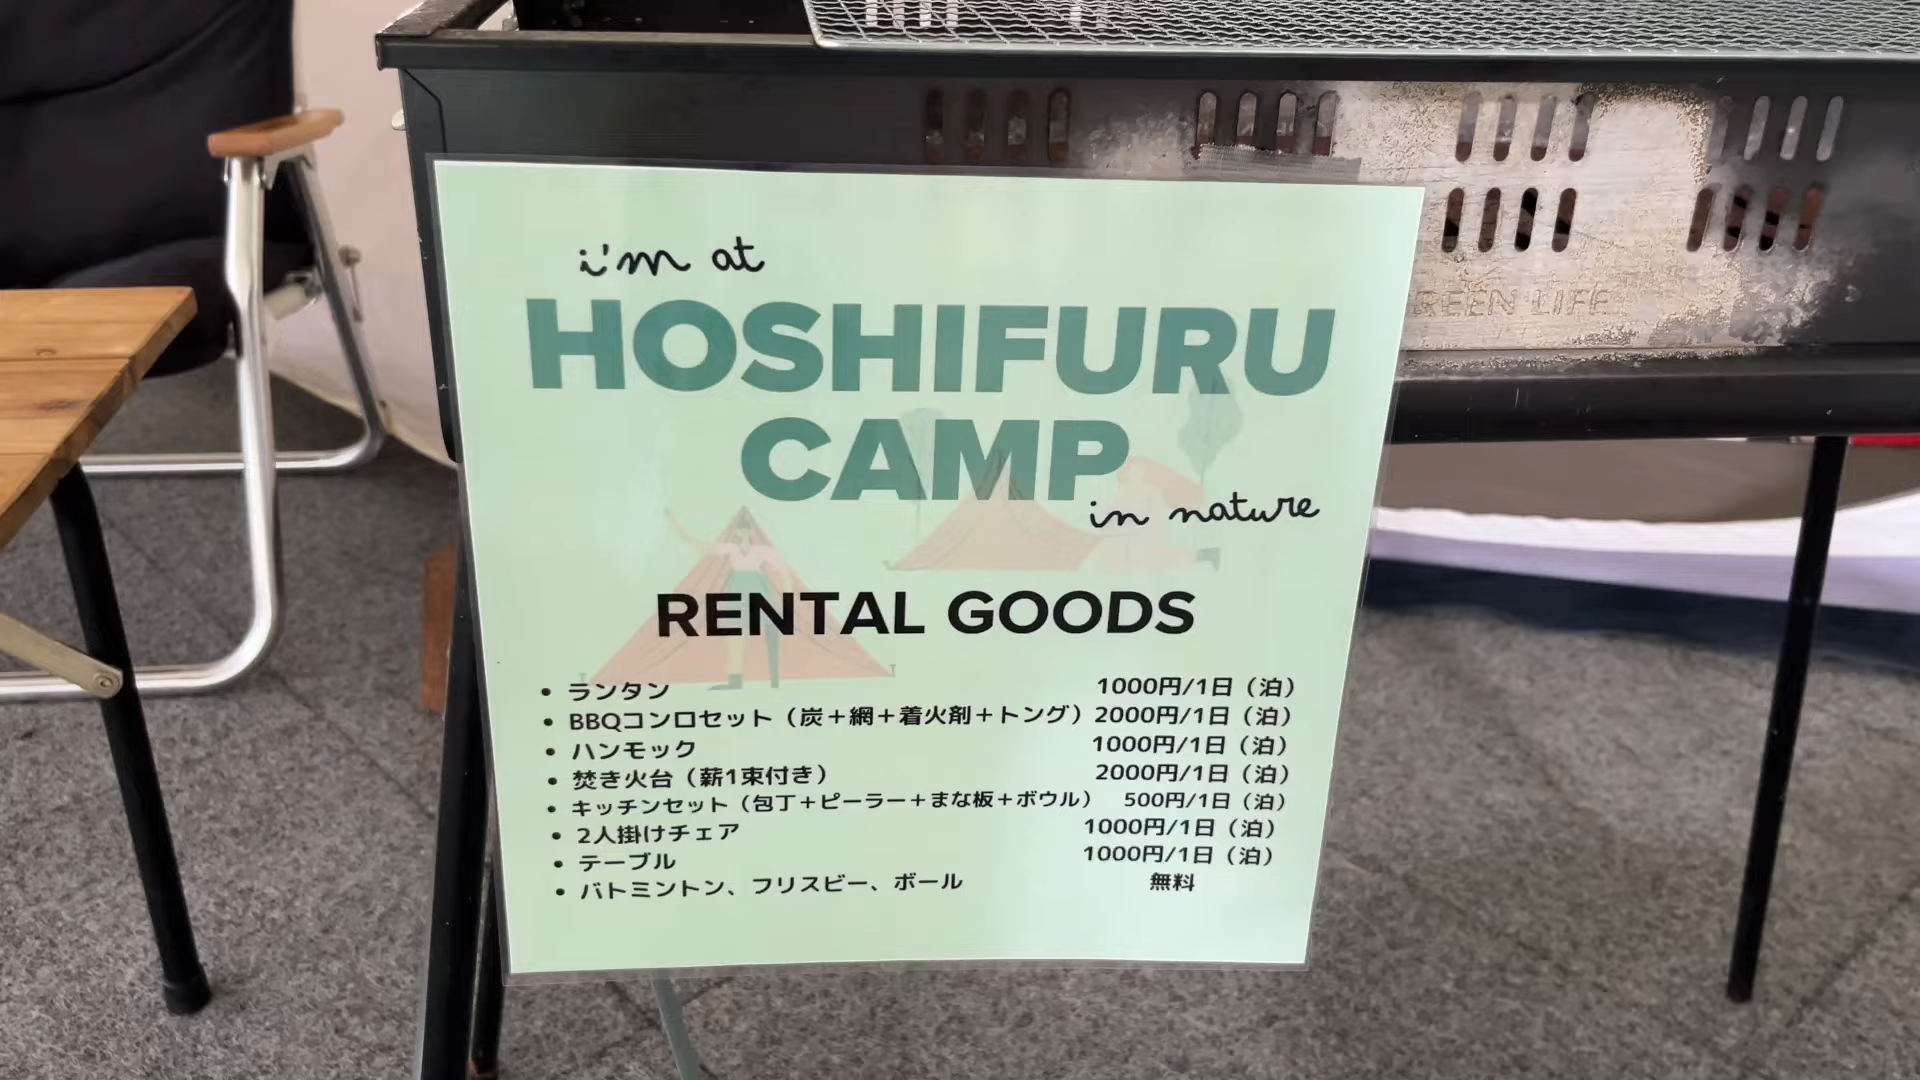 i'm at
HOSHIFURU
CAMP
in nature
RENTAL GOODS
• ランタン 1000円/1日（泊）
• BBQコンロセット（炭＋網＋着火剤＋トング）2000円/1日（泊）
• ハンモック 1000円/1日（泊）
• 焚き火台（薪1束付き） 2000円/1日（泊）
• キッチンセット（包丁＋ピーラー＋まな板＋ボウル） 500円/1日（泊）
• 2人掛けチェア 1000円/1日（泊）
• テーブル 1000円/1日（泊）
• バトミントン、フリスビー、ボール 無料
REEN LIFE